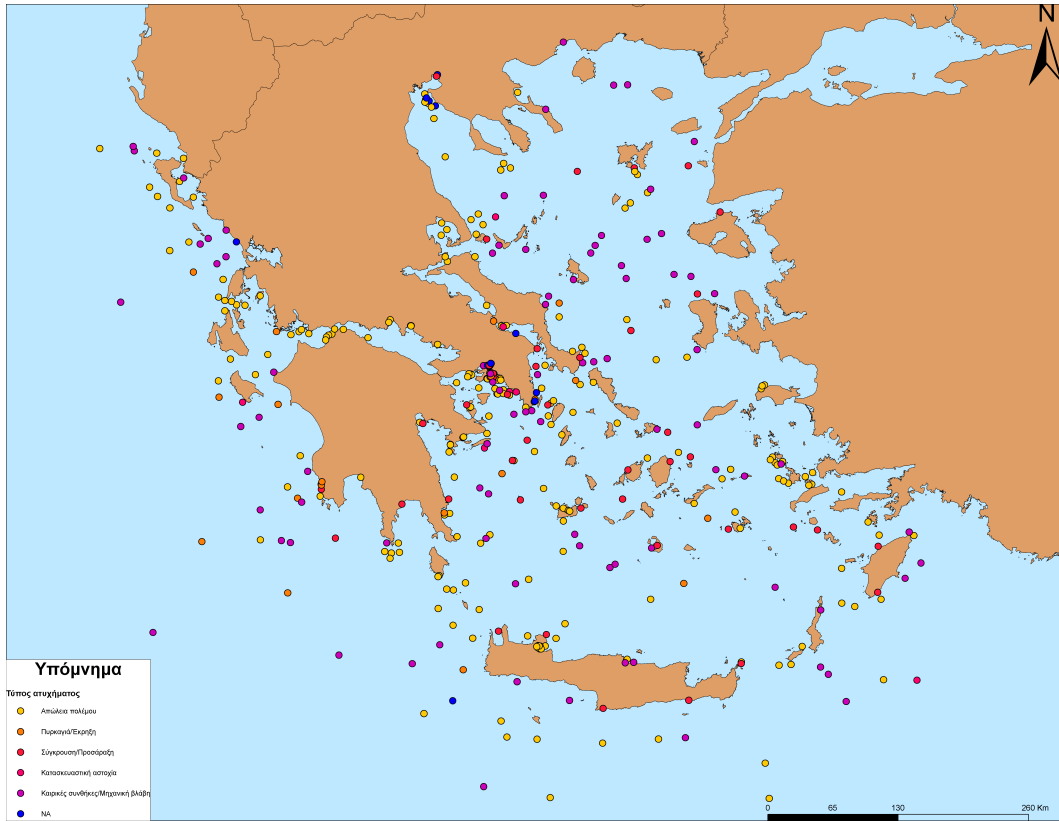 N
Υπόμνημα
Τύπος ατυχήματος
Απώλεια πολέμου
Πυρκαγιά/Έκρηξη
Σύγκρουση/Προσάραξη
Κατασκευαστική αστοχία
Καιρικές συνθήκες/Μηχανική βλάβη
NA
0 65 130 260 Km